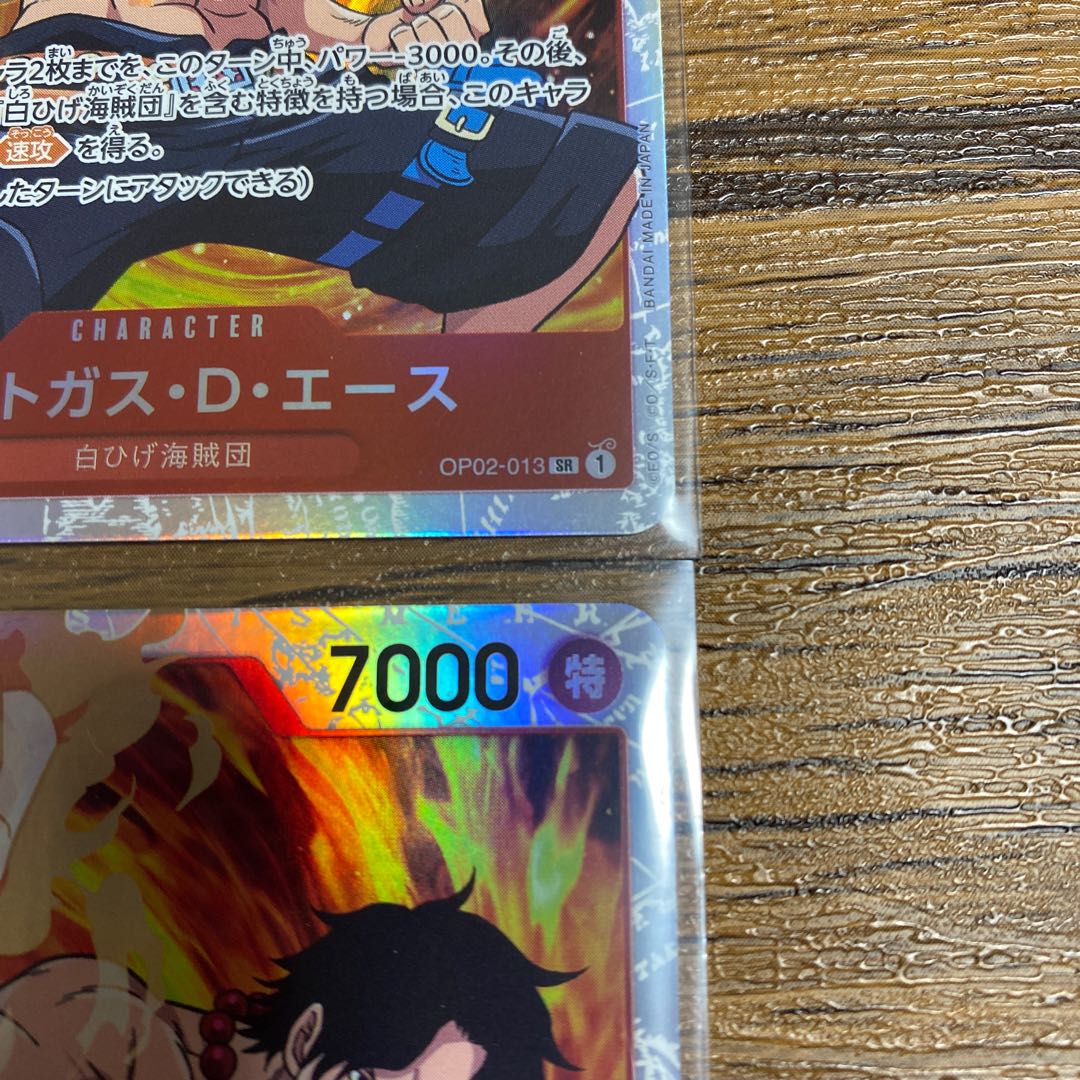 ラ2枚までを、このターン中、パワー-3000。その後、
『白ひげ海賊団』を含む特徴を持つ場合、このキャラ
速攻 を得る。
したターンにアタックできる)
CHARACTER
トガス・D・エース
白ひげ海賊団
OP02-013 SR 1
©EO/S ©O/S・F・T BANDAI MADE IN JAPAN
7000 特